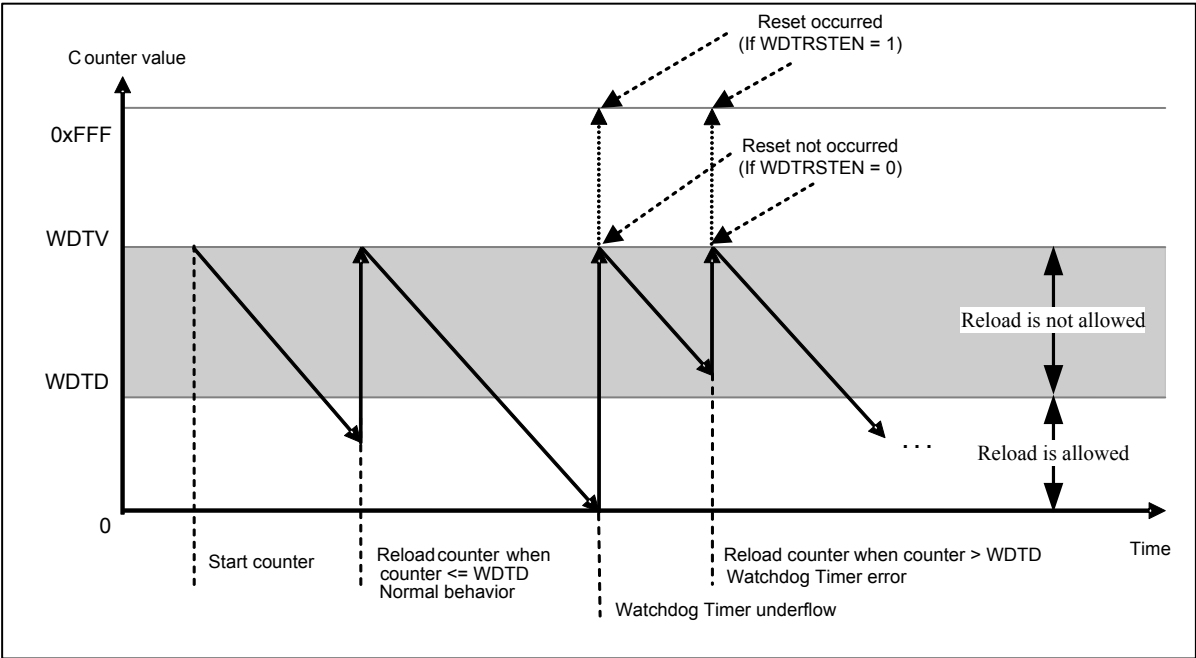 Reset occurred
(If WDTRSTEN = 1)
C ounter value
0xFFF
Reset not occurred
(If WDTRSTEN = 0)
WDTV
Reload is not allowed
WDTD
. . .
Reload is allowed
0
Time
Start counter
Reload counter when
counter <= WDTD
Normal behavior
Reload counter when counter > WDTD
Watchdog Timer error
Watchdog Timer underflow